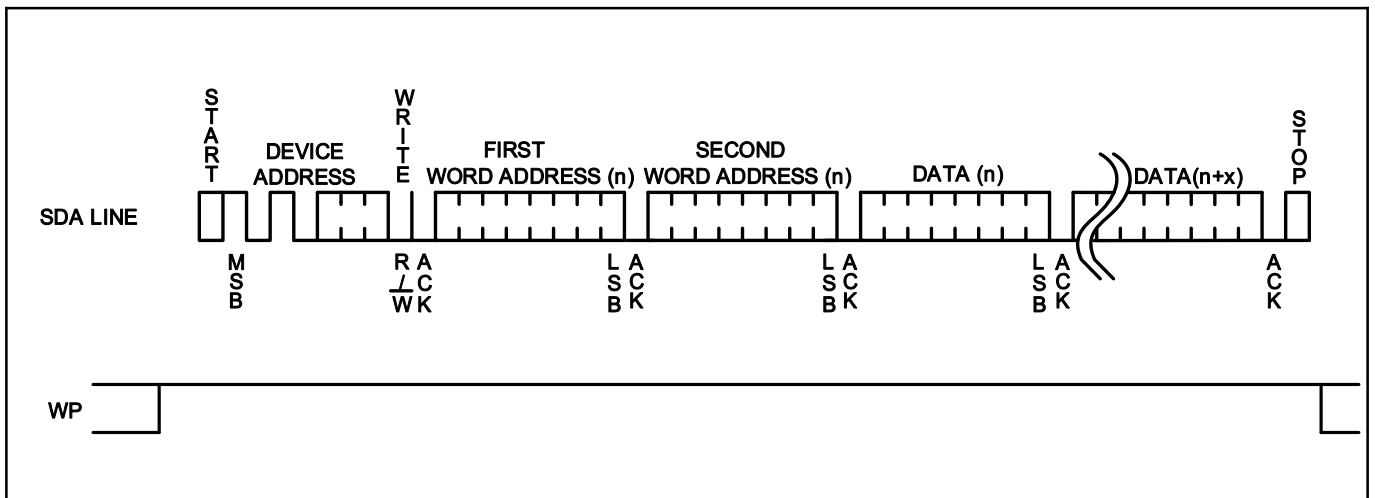 START
WRITE
STOP
DEVICE
ADDRESS
FIRST
WORD ADDRESS (n)
SECOND
WORD ADDRESS (n)
DATA (n)
DATA(n+x)
SDA LINE
MSB
R/W
ACK
LSB
ACK
LSB
ACK
LSB
ACK
ACK
WP